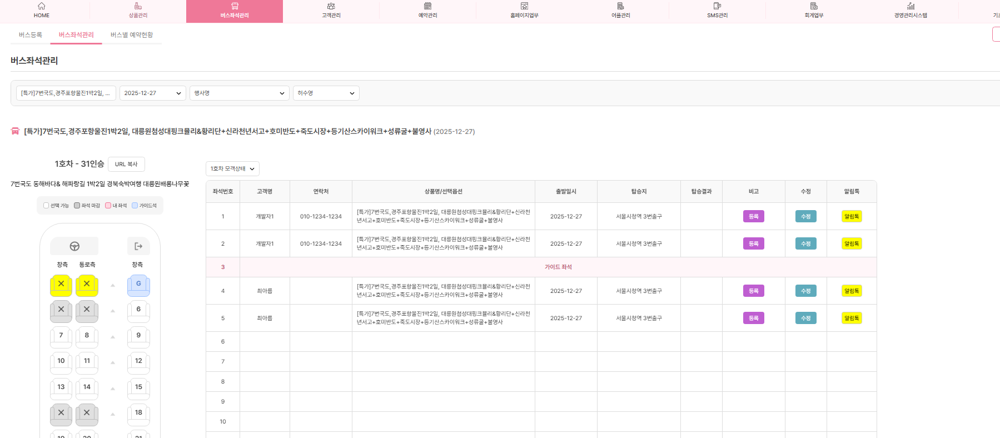 HOME 상품관리 버스좌석관리 고객관리 예약관리 홈페이지업무 어플관리 SMS관리 회계업무 경영관리시스템
버스등록 버스좌석관리 버스별 예약현황
버스좌석관리
[특가]7번국도,경주포항울진1박2일, ... 2025-12-27 행사명 허수영
[특가]7번국도,경주포항울진1박2일, 대릉원첨성대핑크뮬리&황리단+신라천년서고+호미반도+죽도시장+등기산스카이워크+성류굴+불영사 (2025-12-27)
1호차 - 31인승 URL 복사
7번국도 동해바다& 해파랑길 1박2일 경북숙박여행 대릉원배롱나무꽃
선택 가능 좌석 마감 내 좌석 가이드석
창측 통로측 창측
G
6
7 8 9
10 11 12
13 14 15
18
19 20 21
1호차 모객상태
좌석번호 고객명 연락처 상품명/선택옵션 출발일시 탑승지 탑승결과 비고 수정 알림톡
1 개발자1 010-1234-1234 [특가]7번국도,경주포항울진1박2일, 대릉원첨성대핑크뮬리&황리단+신라천
년서고+호미반도+죽도시장+등기산스카이워크+성류굴+불영사 2025-12-27 서울시청역 3번출구 등록 수정 알림톡
2 개발자1 010-1234-1234 [특가]7번국도,경주포항울진1박2일, 대릉원첨성대핑크뮬리&황리단+신라천
년서고+호미반도+죽도시장+등기산스카이워크+성류굴+불영사 2025-12-27 서울시청역 3번출구 등록 수정 알림톡
3 가이드 좌석
4 최아름 [특가]7번국도,경주포항울진1박2일, 대릉원첨성대핑크뮬리&황리단+신라천
년서고+호미반도+죽도시장+등기산스카이워크+성류굴+불영사 2025-12-27 서울시청역 3번출구 등록 수정 알림톡
5 최아름 [특가]7번국도,경주포항울진1박2일, 대릉원첨성대핑크뮬리&황리단+신라천
년서고+호미반도+죽도시장+등기산스카이워크+성류굴+불영사 2025-12-27 서울시청역 3번출구 등록 수정 알림톡
6
7
8
9
10